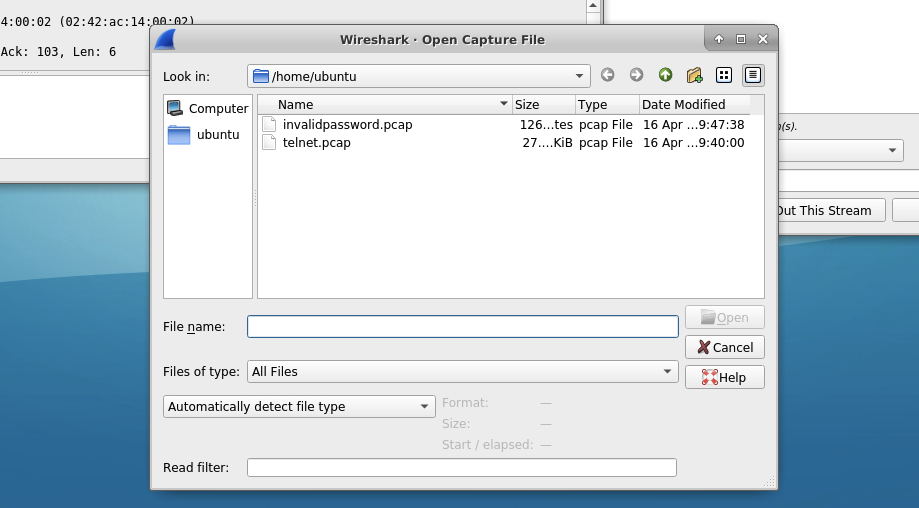 4:00:02 (02:42:ac:14:00:02)
Ack: 103, Len: 6
Wireshark · Open Capture File
Look in:
/home/ubuntu
Computer
ubuntu
Name Size Type Date Modified
invalidpassword.pcap 126...tes pcap File 16 Apr ...9:47:38
telnet.pcap 27....KiB pcap File 16 Apr ...9:40:00
File name:
Open
Cancel
Files of type: All Files
Help
Automatically detect file type
Format: —
Size: —
Start / elapsed: —
Read filter:
n(s).
Out This Stream